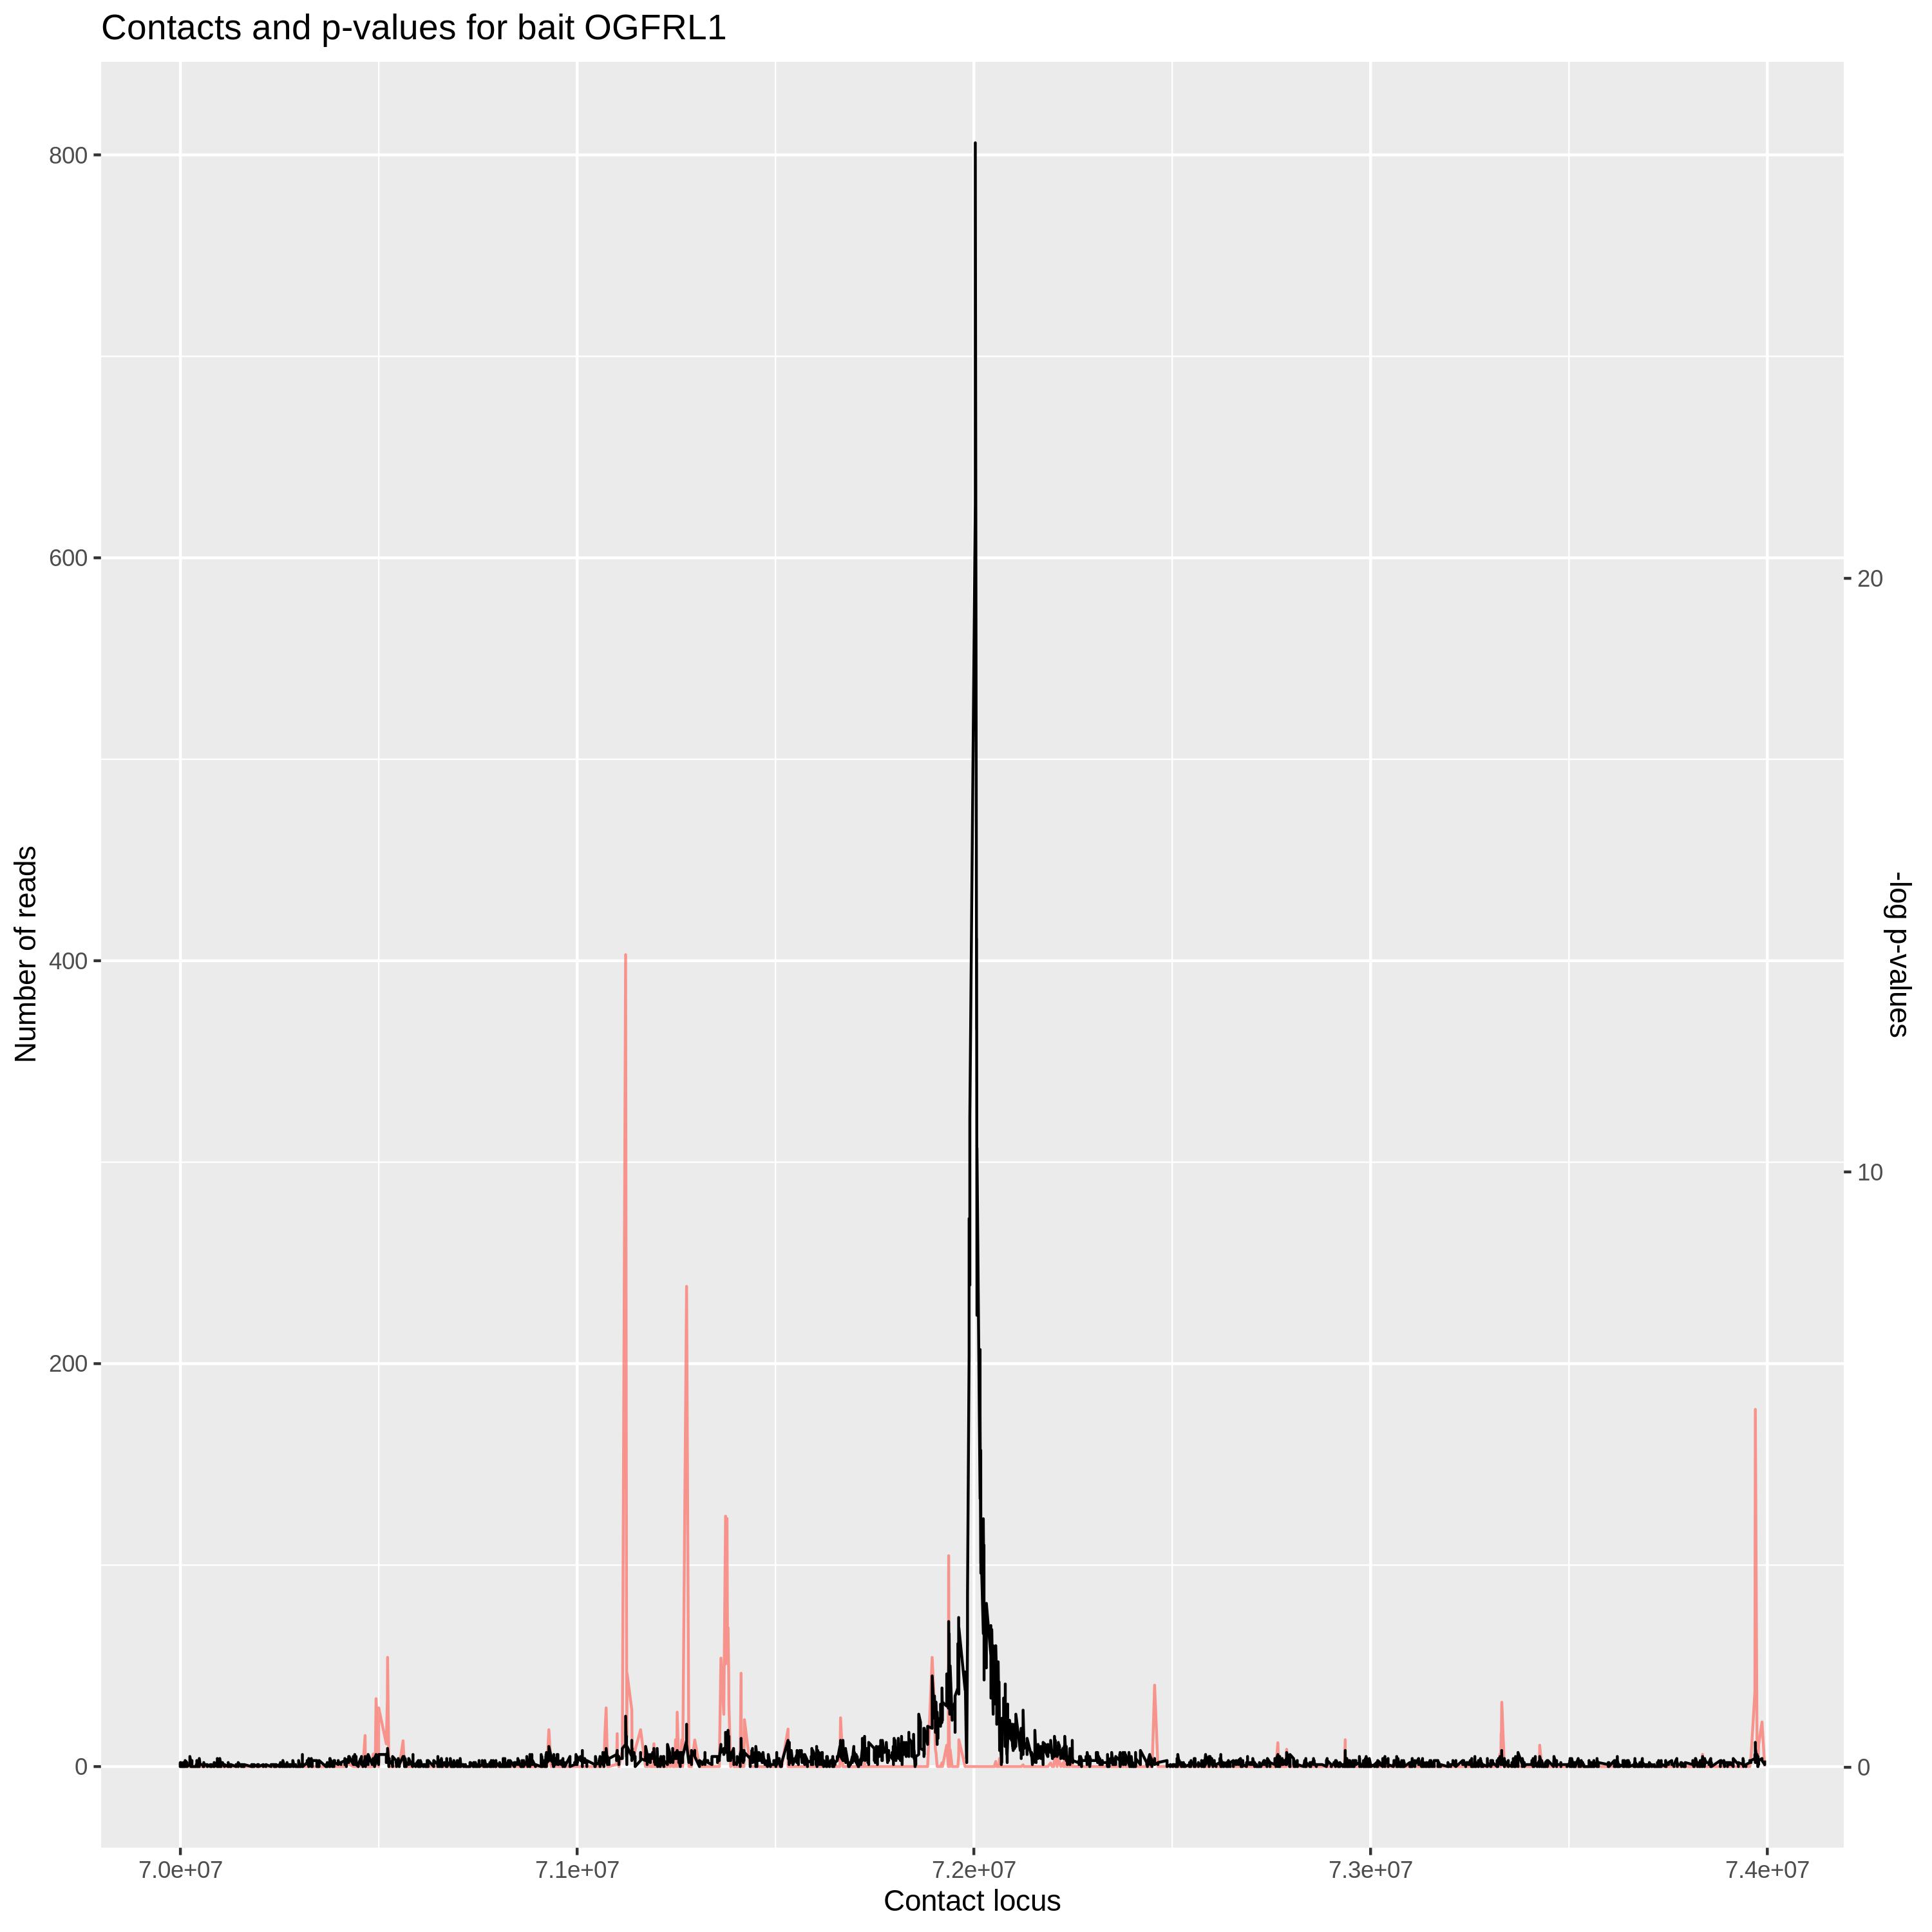 Contacts and p-values for bait OGFRL1
800
600
400
200
0
Number of reads
20
10
0
-log p-values
7.0e+07
7.1e+07
7.2e+07
7.3e+07
7.4e+07
Contact locus